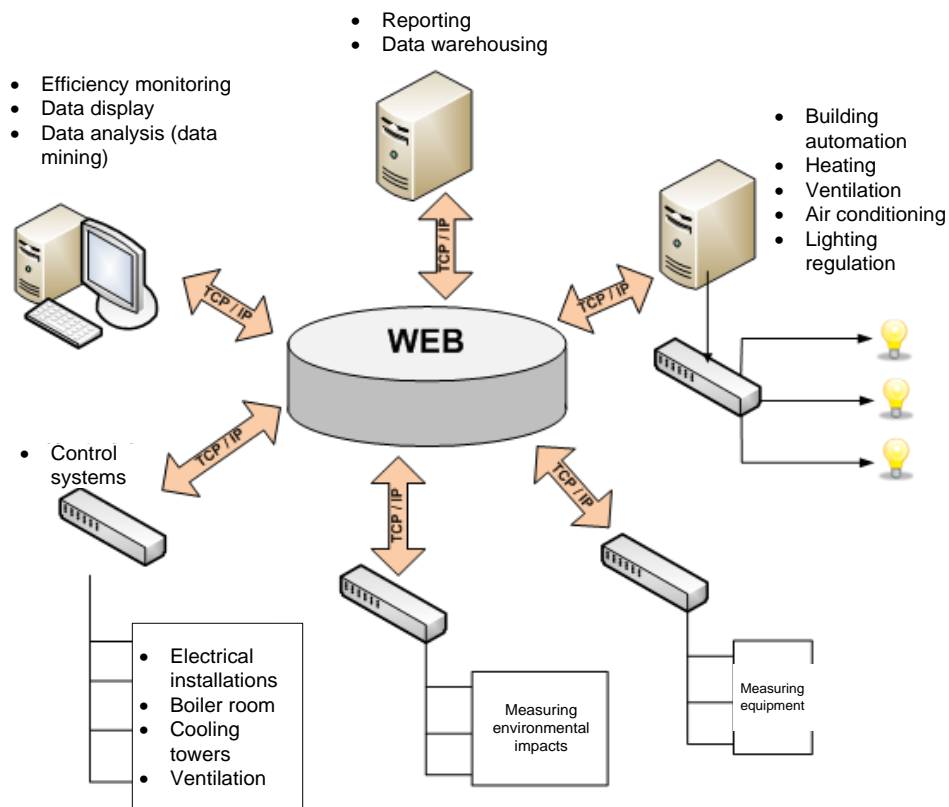 • Reporting
• Data warehousing
• Efficiency monitoring
• Data display
• Data analysis (data
mining)
• Building
automation
• Heating
• Ventilation
• Air conditioning
• Lighting
regulation
TCP / IP
TCP / IP
TCP / IP
WEB
• Control
systems
TCP / IP
TCP / IP
TCP / IP
• Electrical
installations
• Boiler room
• Cooling
towers
• Ventilation
Measuring
environmental
impacts
Measuring
equipment